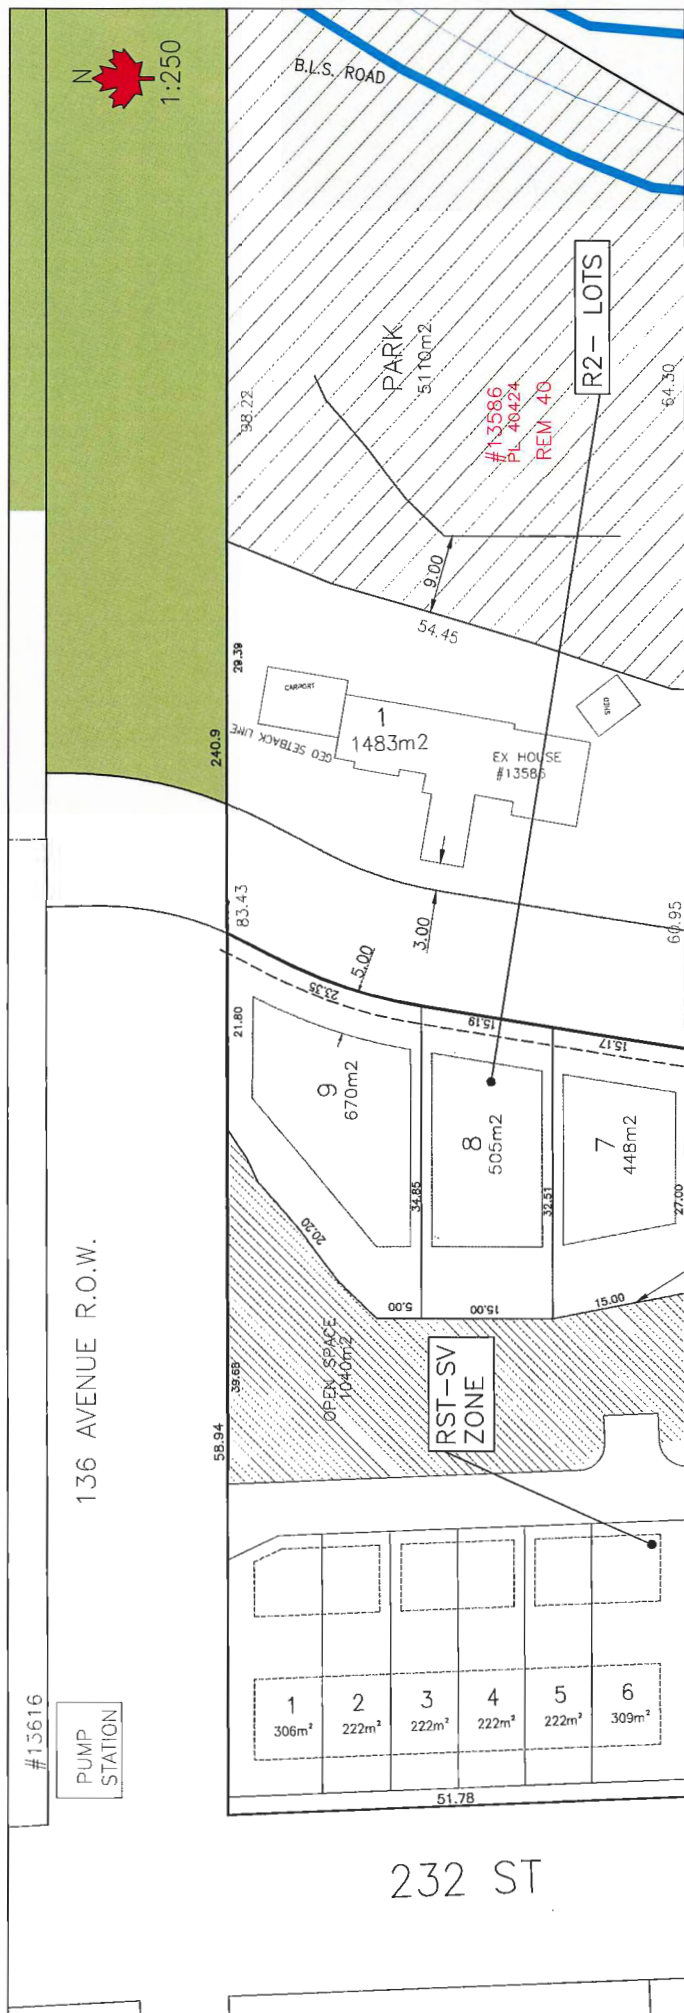 N
1:250
B.L.S. ROAD
PARK
5110m2
98.22
#13586
PL 40424
REM 40
R2- LOTS
64.30
9.00
54.45
29.39
240.9
CARPORT
GEO SETBACK LINE
1
1483m2
EX HOUSE
#13586
SHED
83.43
3.00
60.95
5.00
23.35
21.80
15.19
15.17
9
670m2
8
505m2
7
448m2
34.85
32.51
27.00
20.20
5.00
15.00
15.00
136 AVENUE R.O.W.
OPEN SPACE
1040m2
39.68
58.94
RST-SV
ZONE
#13616
PUMP
STATION
1
306m²
2
222m²
3
222m²
4
222m²
5
222m²
6
309m²
51.78
232 ST